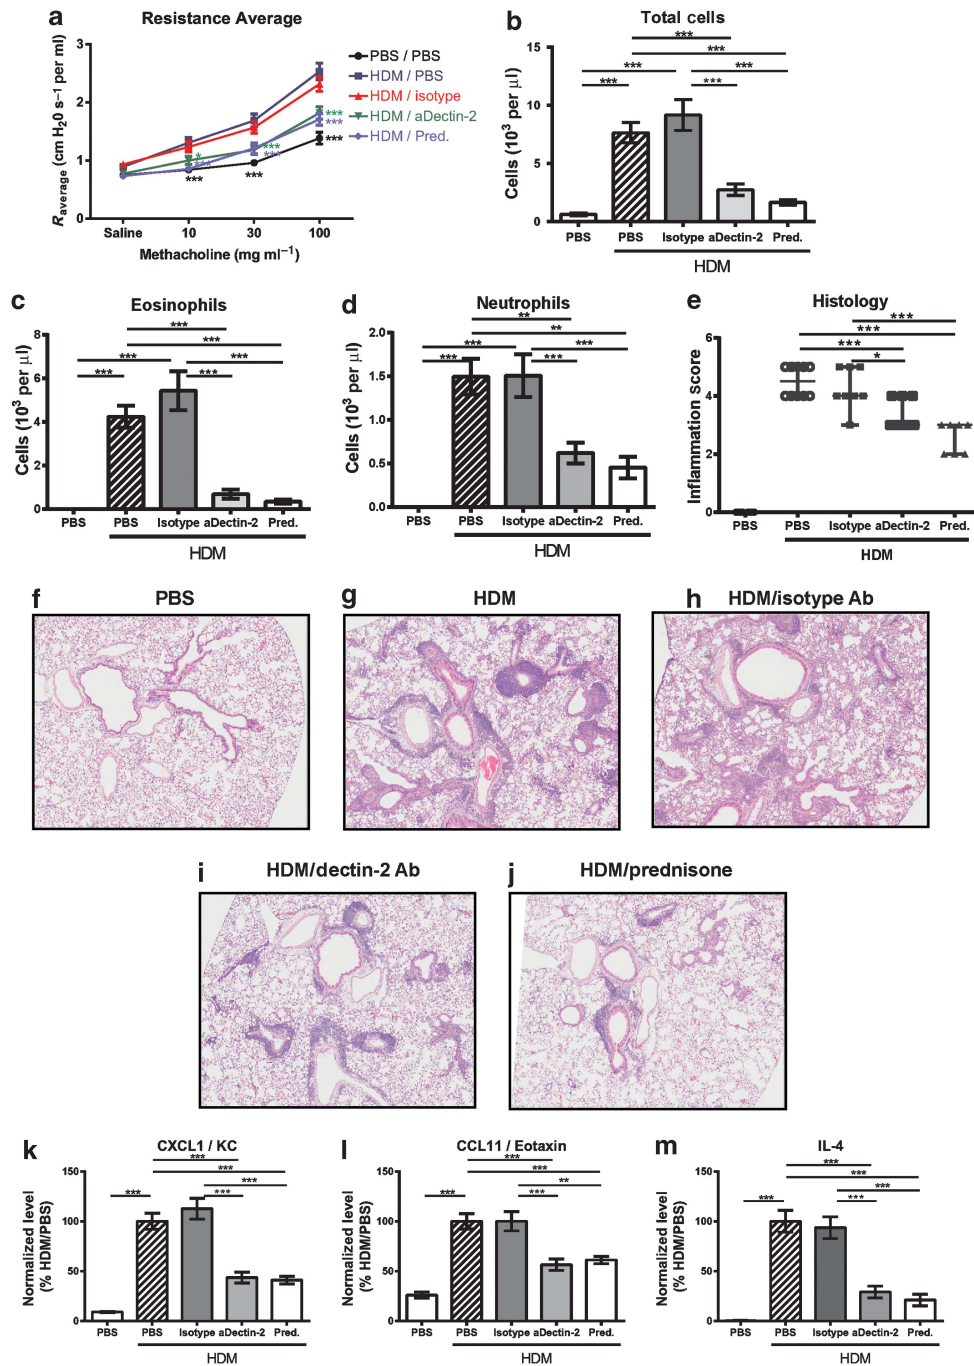 a Resistance Average
R average (cm H20 s⁻¹ per ml)
3
2
1
0
Saline 10 30 100
Methacholine (mg ml⁻¹)
PBS / PBS
HDM / PBS
HDM / isotype
HDM / aDectin-2
HDM / Pred.
*
***
***
***
***
***
***
***
***
b Total cells
Cells (10³ per µl)
15
10
5
0
***
***
*** ***
*** ***
PBS PBS Isotype aDectin-2 Pred.
HDM
c Eosinophils
Cells (10³ per µl)
8
6
4
2
0
***
***
*** ***
*** ***
PBS PBS Isotype aDectin-2 Pred.
HDM
d Neutrophils
Cells (10³ per µl)
2.0
1.5
1.0
0.5
0.0
**
**
*** ***
*** ***
PBS PBS Isotype aDectin-2 Pred.
HDM
e Histology
Inflammation score
6
4
2
0
***
***
***
*
PBS PBS Isotype aDectin-2 Pred.
HDM
f PBS
g HDM
h HDM/isotype Ab
i HDM/dectin-2 Ab
j HDM/prednisone
k CXCL1 / KC
Normalized level
(% HDM/PBS)
150
100
50
0
***
***
***
*** ***
PBS PBS Isotype aDectin-2 Pred.
HDM
l CCL11 / Eotaxin
Normalized level
(% HDM/PBS)
150
100
50
0
***
***
**
*** ***
PBS PBS Isotype aDectin-2 Pred.
HDM
m IL-4
Normalized level
(% HDM/PBS)
150
100
50
0
***
***
***
*** ***
PBS PBS Isotype aDectin-2 Pred.
HDM